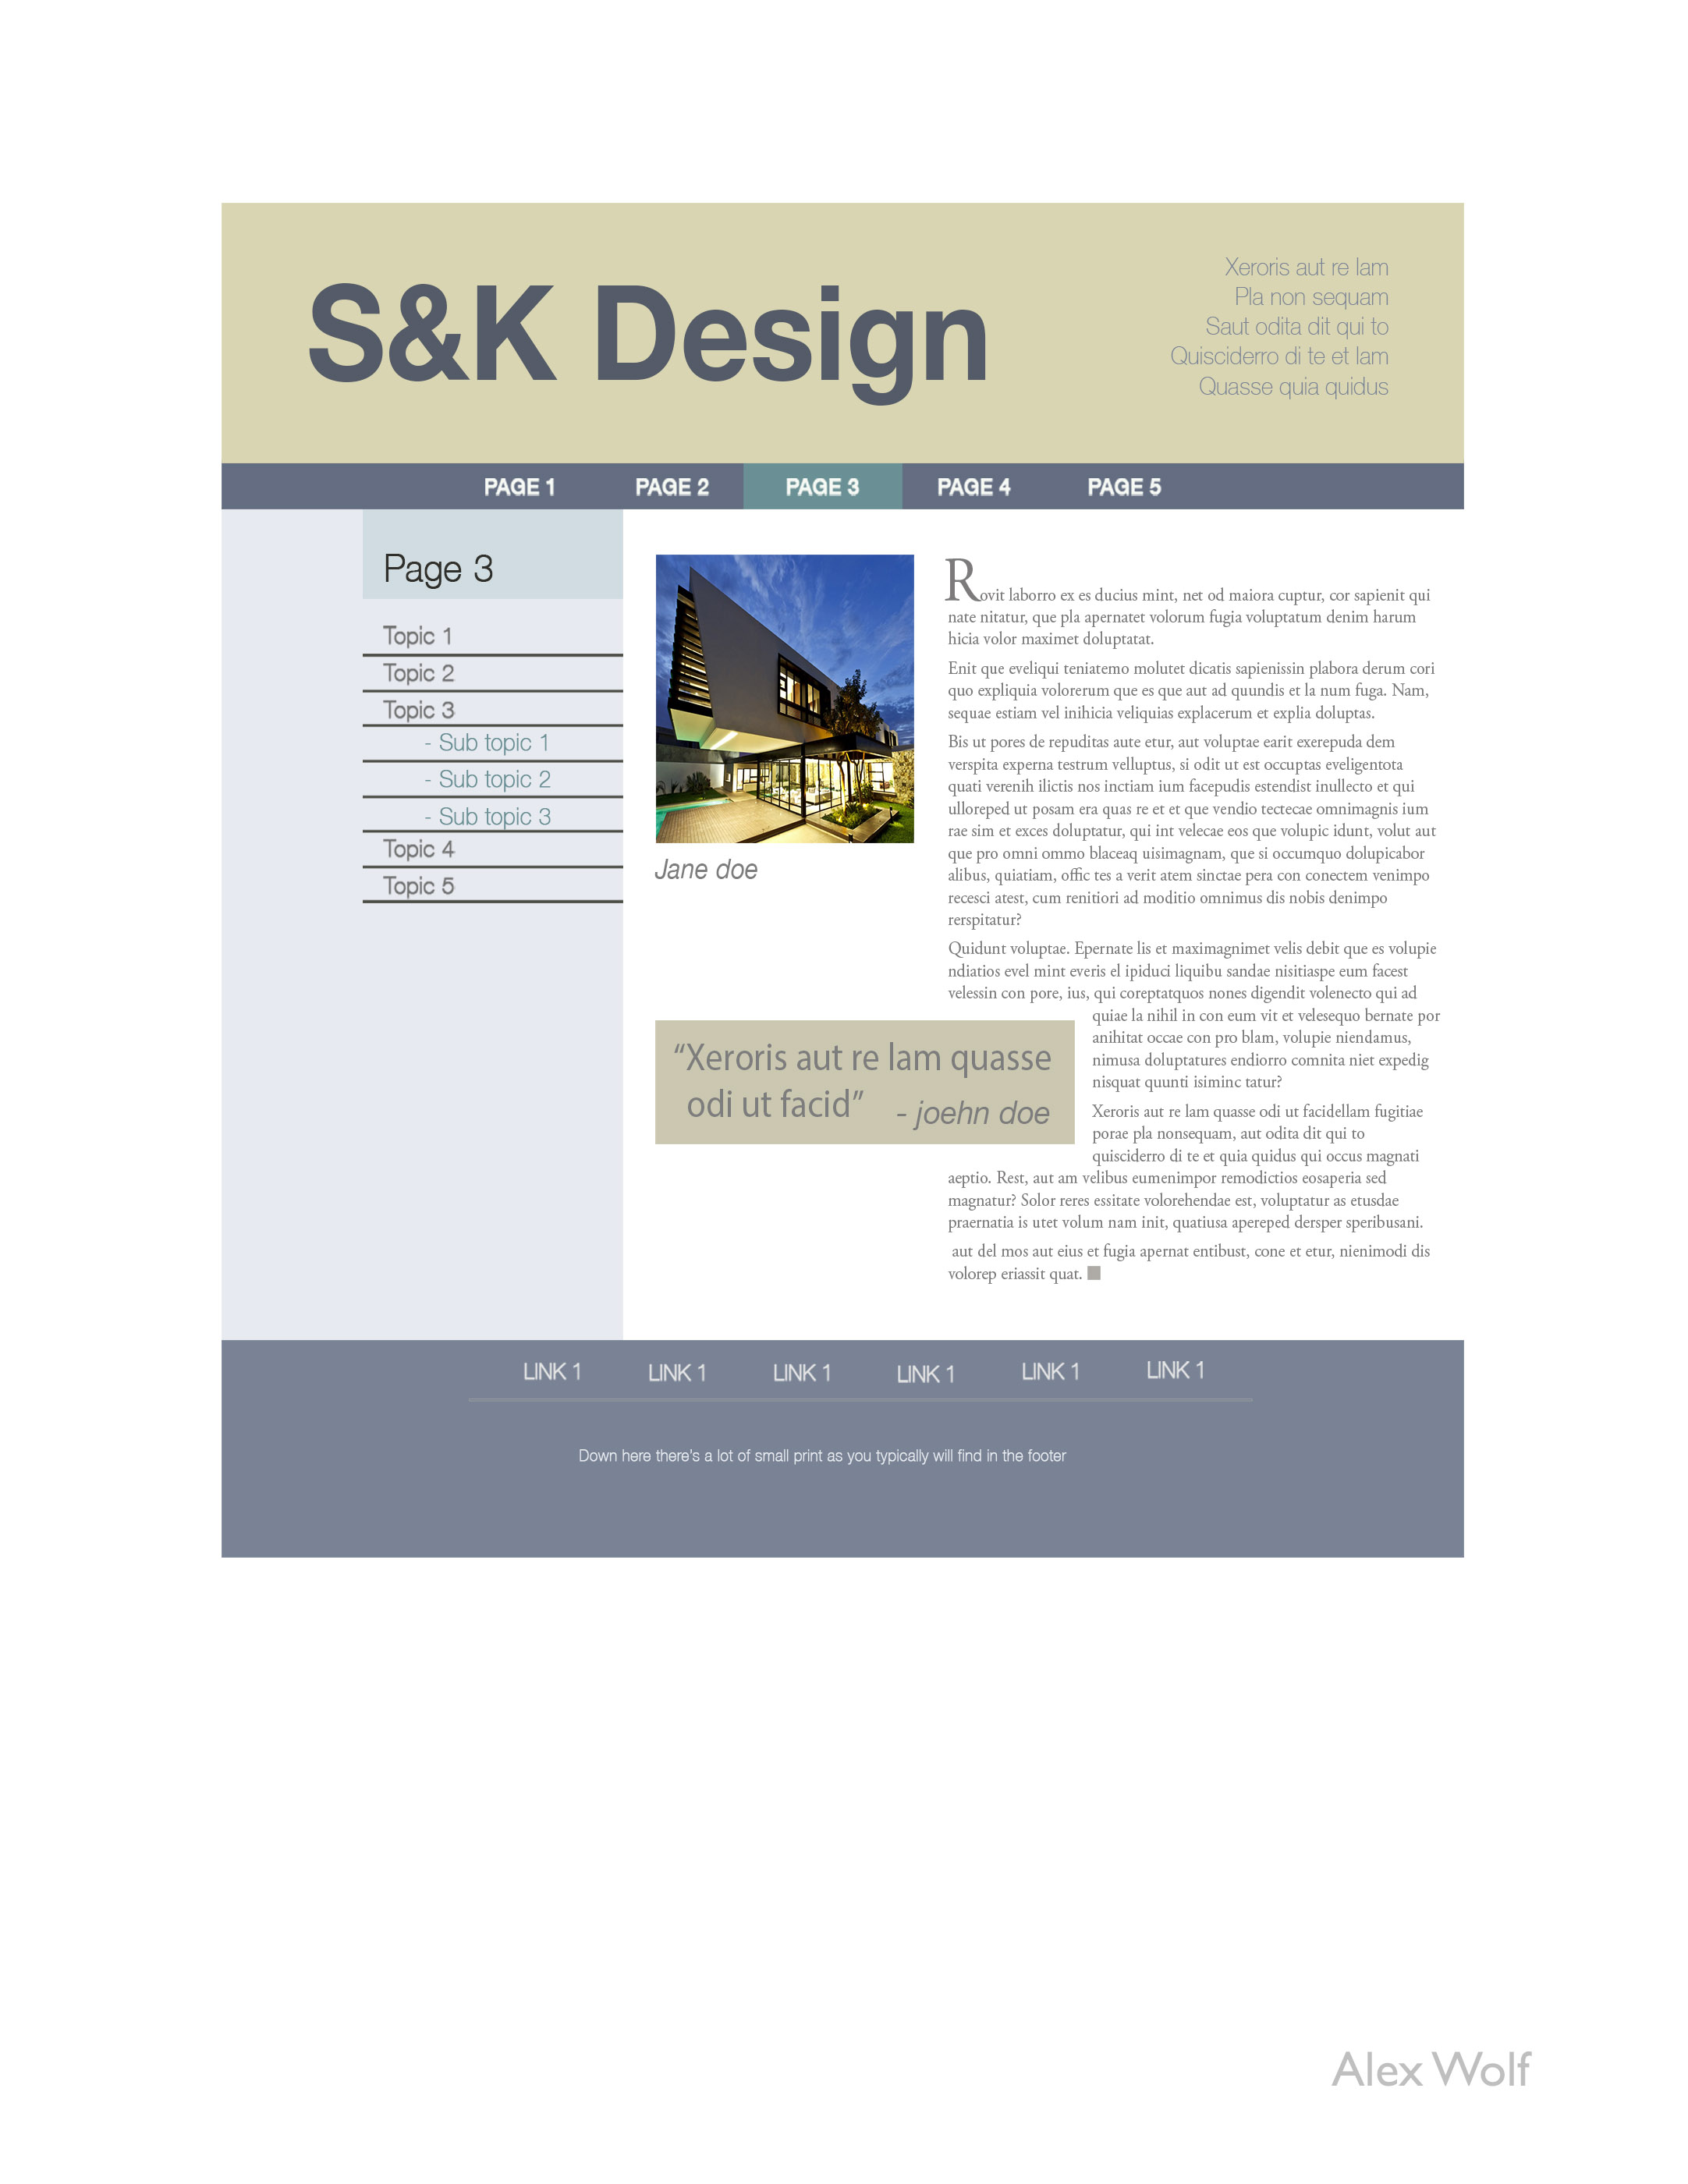 S&K Design
Xeroris aut re lam
Pla non sequam
Saut odita dit qui to
Quisciderro di te et lam
Quasse quia quidus
PAGE 1 PAGE 2 PAGE 3 PAGE 4 PAGE 5
Page 3
Topic 1
Topic 2
Topic 3
- Sub topic 1
- Sub topic 2
- Sub topic 3
Topic 4
Topic 5
Jane doe
Rovit laborro ex es ducius mint, net od maiora cuptur, cor sapienit qui
nate nitatur, que pla apernatet volorum fugia voluptatum denim harum
hicia volor maximet doluptatat.
Enit que eveliqui teniatemo molutet dicatis sapienissin plabora derum cori
quo expliquia volorerum que es que aut ad quundis et la num fuga. Nam,
sequae estiam vel inihicia veliquias explacerum et explia doluptas.
Bis ut pores de repuditas aute etur, aut voluptae earit exerepuda dem
verspita experna testrum velluptus, si odit ut est occuptas eveligentota
quati verenih ilictis nos inctiam ium facepudis estendist inullecto et qui
ulloreped ut posam era quas re et et que vendio tectecae omnimagnis ium
rae sim et exces doluptatur, qui int velecae eos que volupic idunt, volut aut
que pro omni ommo blaceaq uisimagnam, que si occumquo dolupicabor
alibus, quiatiam, offic tes a verit atem sinctae pera con conectem venimpo
recesci atest, cum renitiori ad moditio omnimus dis nobis denimpo
rerspitatur?
Quidunt voluptae. Epernate lis et maximagnimet velis debit que es volupie
ndiatios evel mint everis el ipiduci liquibu sandae nisitiaspe eum facest
velessin con pore, ius, qui coreptatquos nones digendit volenecto qui ad
quiae la nihil in con eum vit et velesequo bernate por
anihitat occae con pro blam, volupie niendamus,
nimusa doluptatures endiorro comnita niet expedig
nisquat quunti isiminc tatur?
Xeroris aut re lam quasse odi ut facidellam fugitiae
porae pla nonsequam, aut odita dit qui to
quisciderro di te et quia quidus qui occus magnati
aeptio. Rest, aut am velibus eumenimpor remodictios eosaperia sed
magnatur? Solor reres essitate volorehendae est, voluptatur as etusdae
praernatia is utet volum nam init, quatiusa apereped dersper speribusani.
aut del mos aut eius et fugia apernat entibust, cone et etur, nienimodi dis
volorep eriassit quat.
“Xeroris aut re lam quasse
odi ut facid” - joehn doe
LINK 1 LINK 1 LINK 1 LINK 1 LINK 1 LINK 1
Down here there's a lot of small print as you typically will find in the footer
Alex Wolf